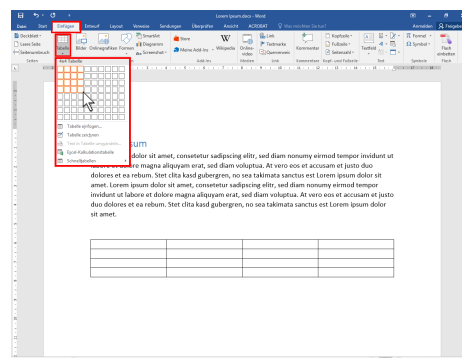 Lorem Ipsum.docx - Word
Datei Start Einfügen Entwurf Layout Verweise Sendungen Überprüfen Ansicht ACROBAT Was möchten Sie tun? Anmelden Freigeben
Deckblatt
Leere Seite
Seitenumbruch
Tabelle Bilder Onlinegrafiken Formen
SmartArt
Diagramm
Screenshot
Store
Meine Add-Ins
Wikipedia
Online-
video
Link
Textmarke
Querverweis
Kommentar
Kopfzeile
Fußzeile
Seitenzahl
Textfeld
Formel
Symbol
Flash
einbetten
Seiten Add-Ins Medien Link Kommentare Kopf- und Fußzeile Text Symbole Flash
4x4 Tabelle
Tabelle einfügen...
Tabelle zeichnen
Text in Tabelle umwandeln...
Excel-Kalkulationstabelle
Schnelltabellen
sum
dolor sit amet, consetetur sadipscing elitr, sed diam nonumy eirmod tempor invidunt ut
labore et dolore magna aliquyam erat, sed diam voluptua. At vero eos et accusam et justo duo
dolores et ea rebum. Stet clita kasd gubergren, no sea takimata sanctus est Lorem ipsum dolor sit
amet. Lorem ipsum dolor sit amet, consetetur sadipscing elitr, sed diam nonumy eirmod tempor
invidunt ut labore et dolore magna aliquyam erat, sed diam voluptua. At vero eos et accusam et justo
duo dolores et ea rebum. Stet clita kasd gubergren, no sea takimata sanctus est Lorem ipsum dolor
sit amet.